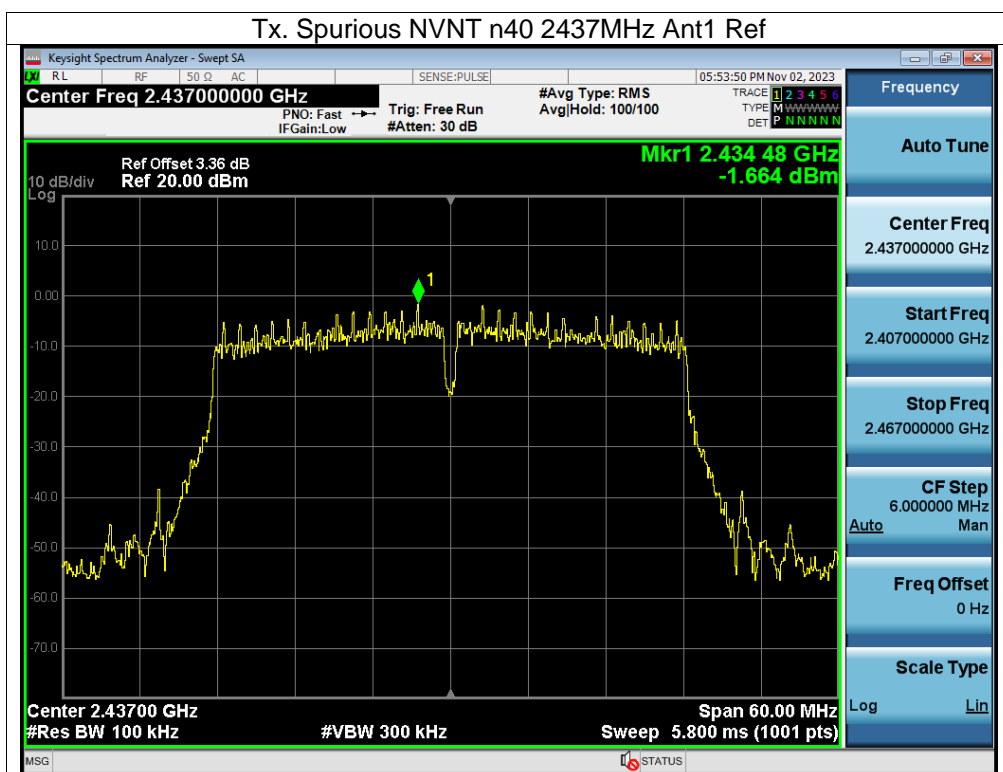 Tx. Spurious NVNT n40 2437MHz Ant1 Ref
Keysight Spectrum Analyzer - Swept SA
LXI RL RF 50 Ω AC SENSE:PULSE 05:53:50 PM Nov 02, 2023
Center Freq 2.437000000 GHz
PNO: Fast
IFGain:Low
Trig: Free Run
#Atten: 30 dB
#Avg Type: RMS
Avg|Hold: 100/100
TRACE 1 2 3 4 5 6
TYPE M WWWWW
DET P N N N N N
Mkr1 2.434 48 GHz
-1.664 dBm
Ref Offset 3.36 dB
10 dB/div Ref 20.00 dBm
Log
1
10.0
0.00
-10.0
-20.0
-30.0
-40.0
-50.0
-60.0
-70.0
Center 2.43700 GHz Span 60.00 MHz
#Res BW 100 kHz #VBW 300 kHz Sweep 5.800 ms (1001 pts)
MSG STATUS
Frequency
Auto Tune
Center Freq
2.437000000 GHz
Start Freq
2.407000000 GHz
Stop Freq
2.467000000 GHz
CF Step
6.000000 MHz
Auto Man
Freq Offset
0 Hz
Scale Type
Log Lin